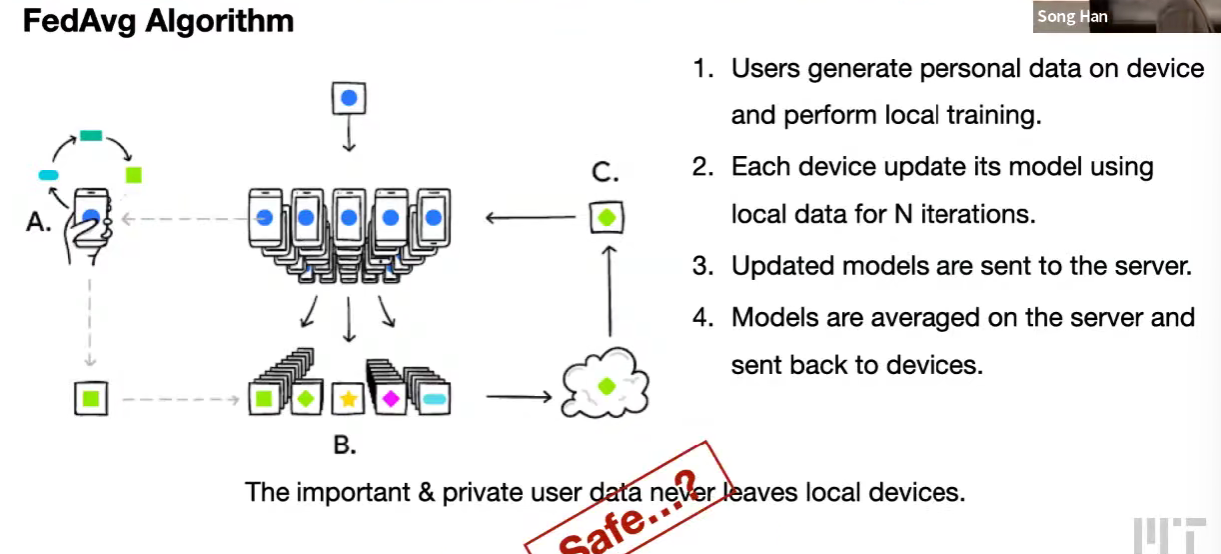 FedAvg Algorithm
Song Han
1. Users generate personal data on device
and perform local training.
2. Each device update its model using
local data for N iterations.
3. Updated models are sent to the server.
4. Models are averaged on the server and
sent back to devices.
A.
C.
B.
The important & private user data never leaves local devices.
Safe...?
MIT